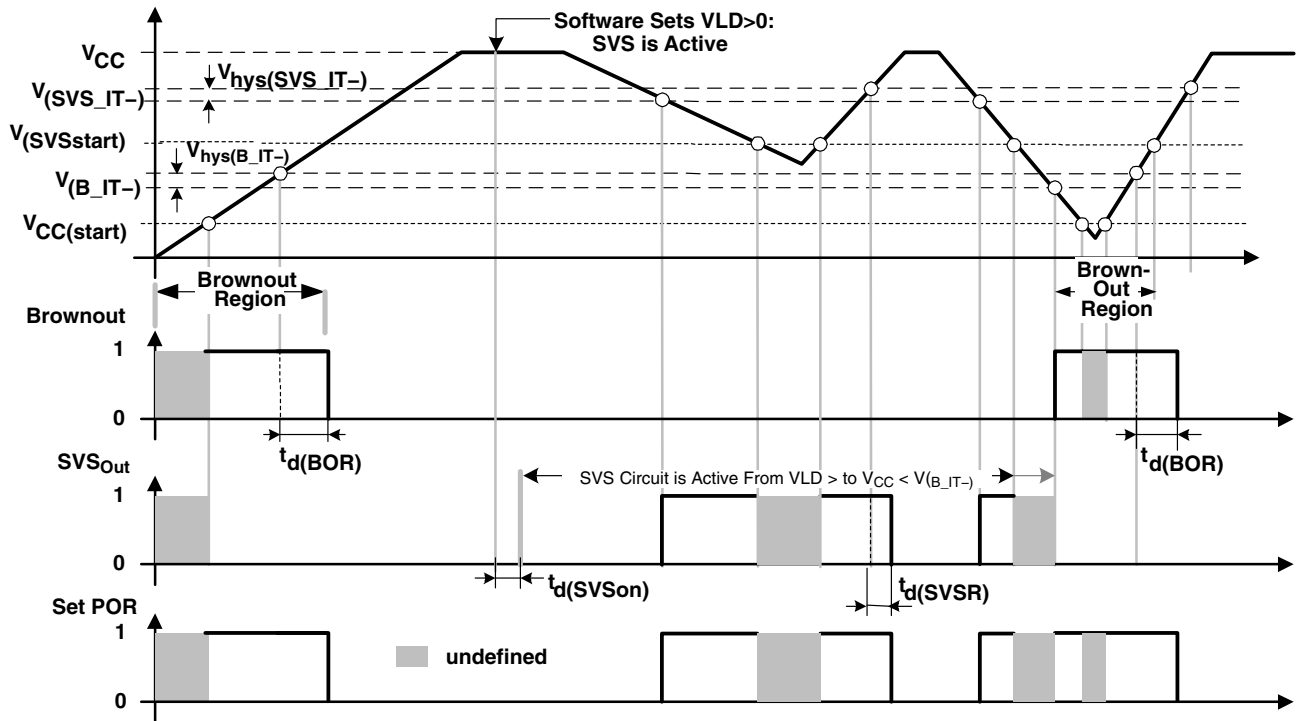 Software Sets VLD>0:
SVS is Active
VCC
Vhys(SVS_IT–)
V(SVS_IT–)
V(SVSstart)
Vhys(B_IT–)
V(B_IT–)
VCC(start)
Brownout
Region
Brown-
Out
Region
Brownout
1
0
td(BOR)
td(BOR)
SVSOut
SVS Circuit is Active From VLD > to VCC < V(B_IT–)
1
0
td(SVSon)
td(SVSR)
Set POR
1
undefined
0